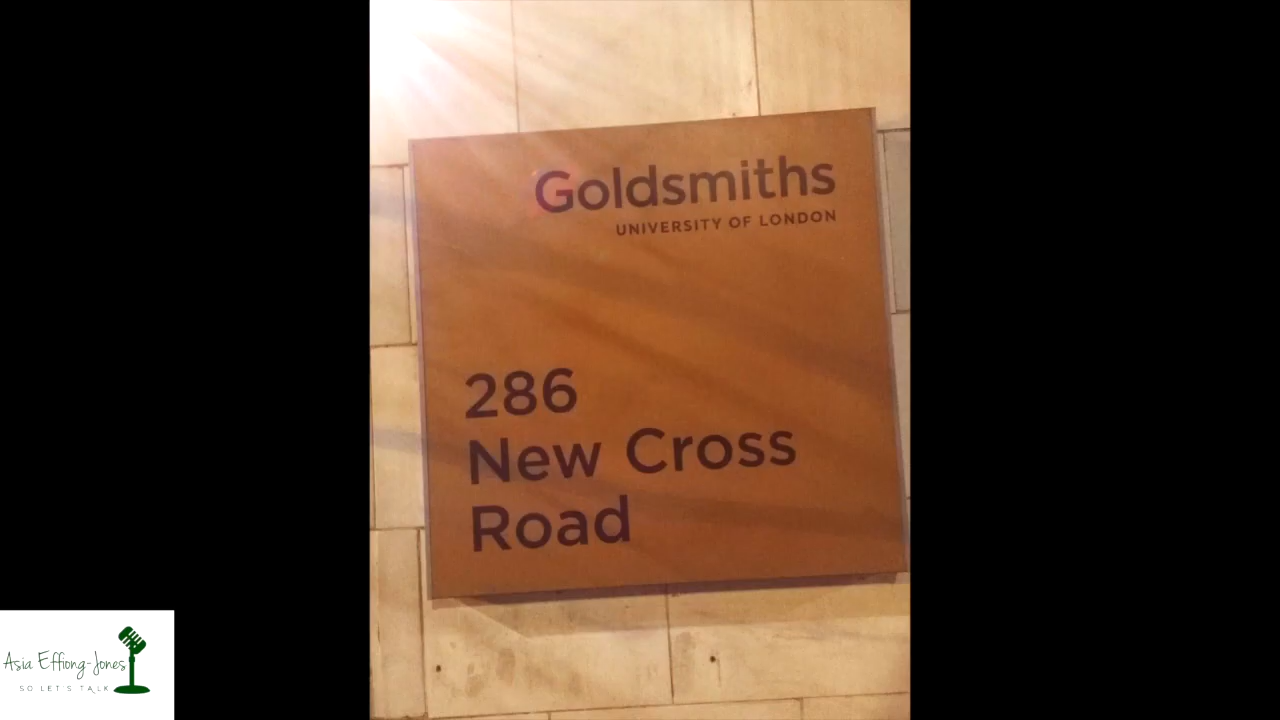 Goldsmiths
UNIVERSITY OF LONDON
286
New Cross
Road
Asia Effiong-Jones
SO LET'S TALK